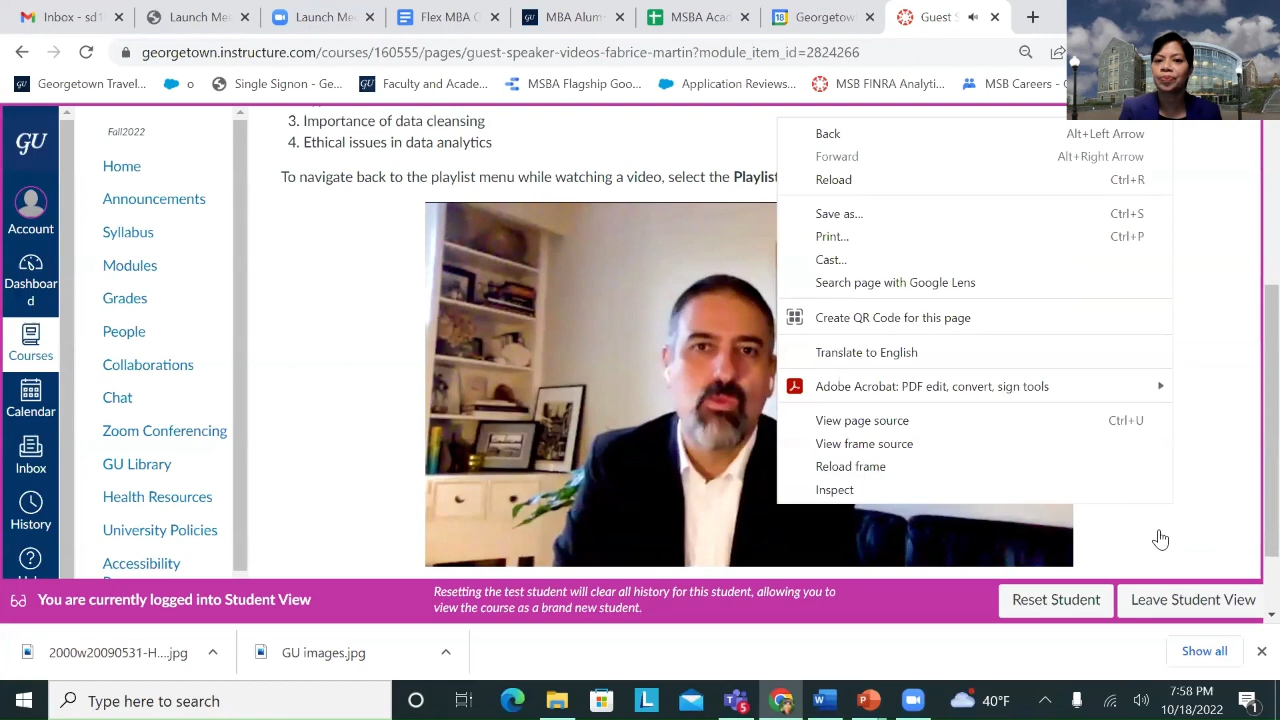 Inbox - 1
Launch Me
Launch Mee
Flex MBA C
MBA Alum
MSBA Acad
18
Georgetow
Guest S
georgetown.instructure.com/courses/160555/pages/guest-speaker-videos-fabrice-martin?module_item_id=2824266
Georgetown Travel...
o
Single Signon - Ge...
Faculty and Acade...
MSBA Flagship Goo...
Application Reviews...
MSB FINRA Analyti...
MSB Careers - G
GU
Account
Dashboar
d
Courses
Calendar
Inbox
History
Fall2022
Home
Announcements
Syllabus
Modules
Grades
People
Collaborations
Chat
Zoom Conferencing
GU Library
Health Resources
University Policies
Accessibility
3. Importance of data cleansing
4. Ethical issues in data analytics
To navigate back to the playlist menu while watching a video, select the Playlist
Back Alt+Left Arrow
Forward Alt+Right Arrow
Reload Ctrl+R
Save as... Ctrl+S
Print... Ctrl+P
Cast...
Search page with Google Lens
Create QR Code for this page
Translate to English
Adobe Acrobat: PDF edit, convert, sign tools
View page source Ctrl+U
View frame source
Reload frame
Inspect
You are currently logged into Student View
Resetting the test student will clear all history for this student, allowing you to
view the course as a brand new student.
Reset Student
Leave Student View
2000w20090531-H....jpg
GU images.jpg
Show all
Type here to search
40°F
7:58 PM
10/18/2022